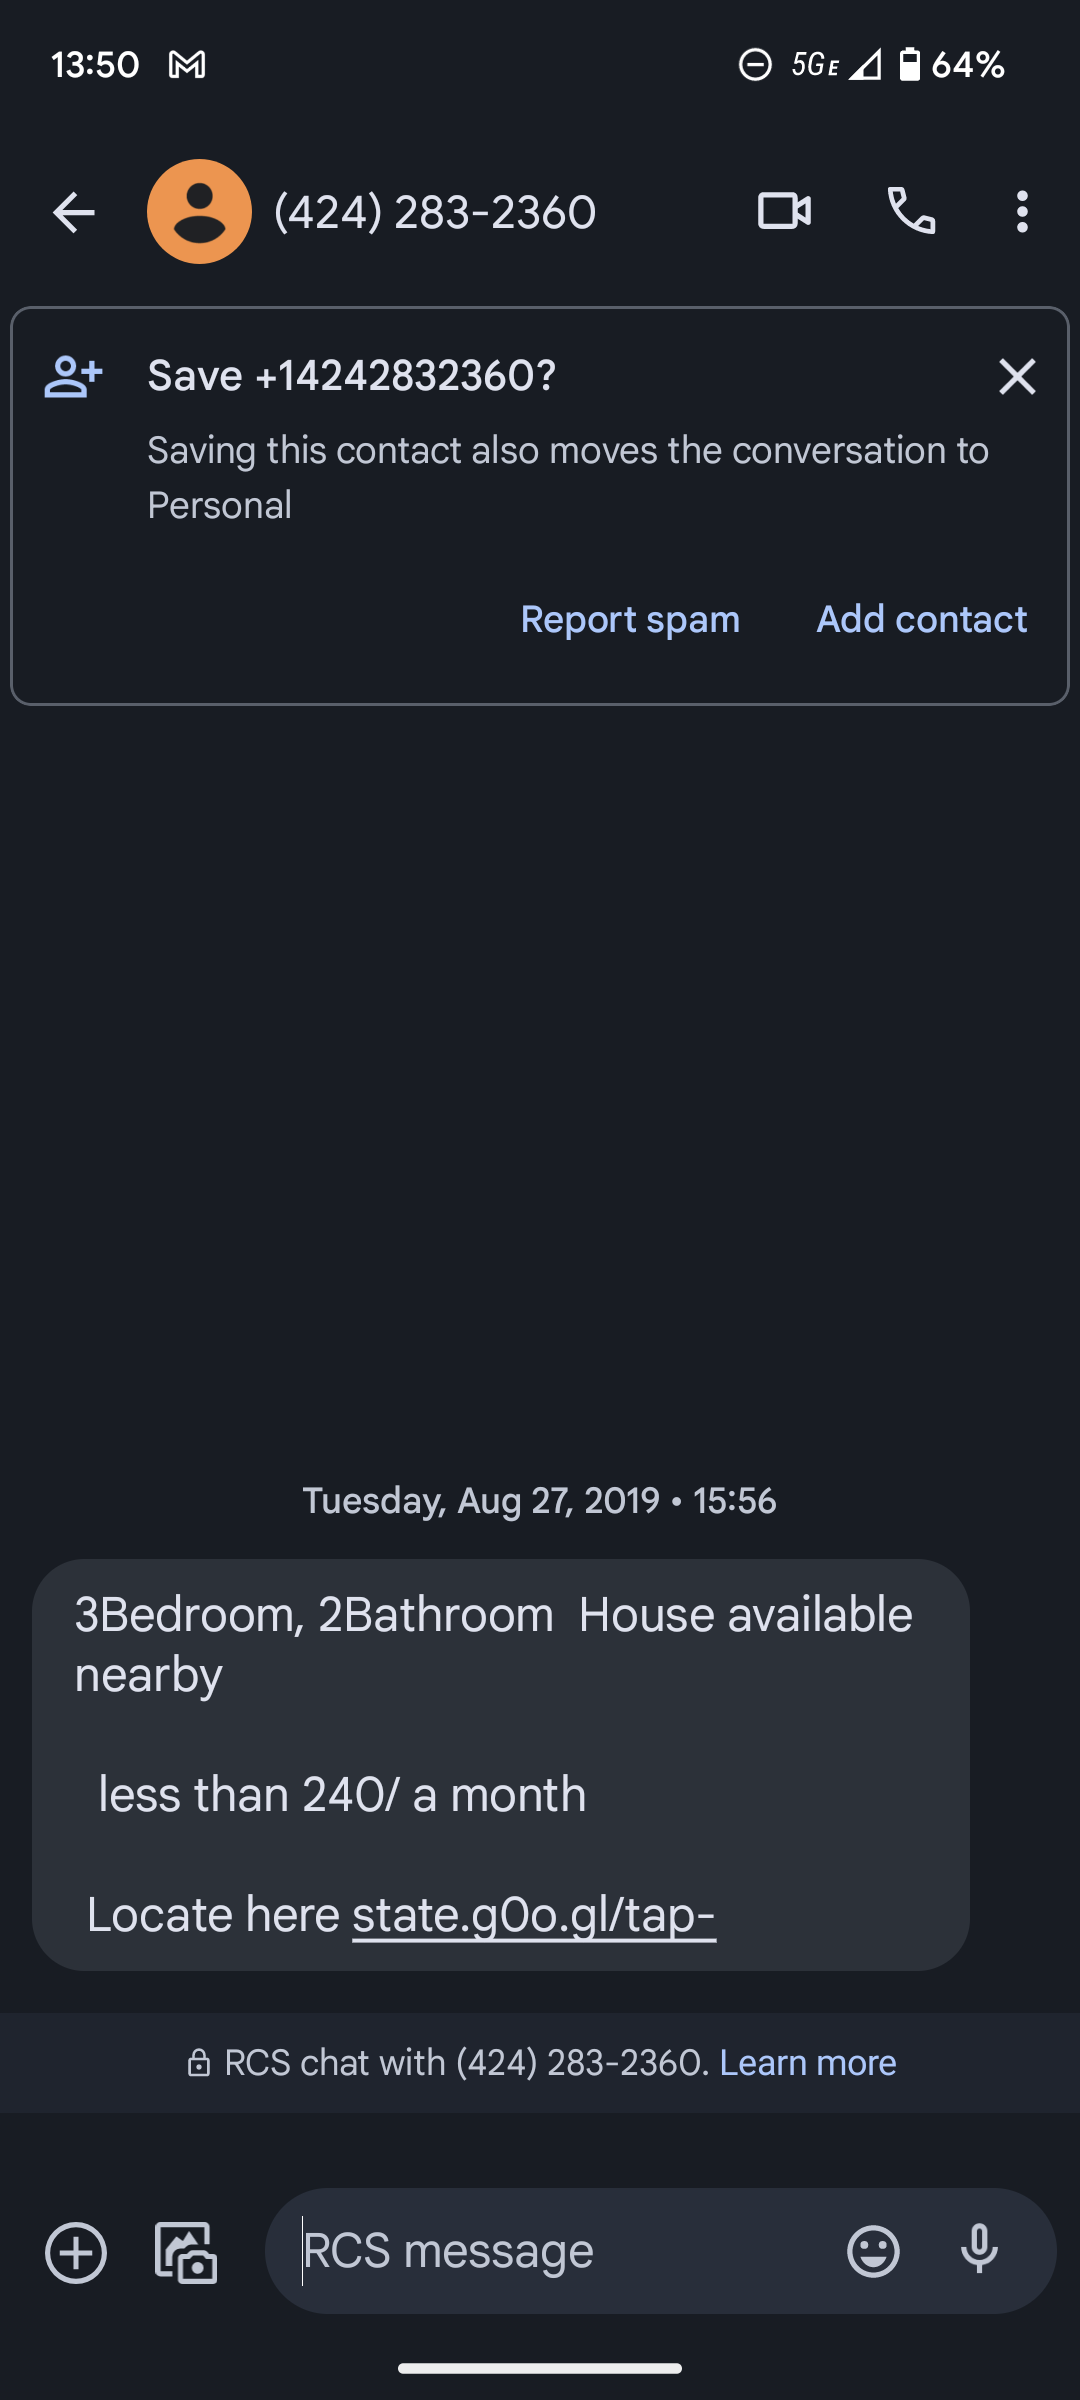 13:50 5GE 64%
(424) 283-2360
Save +14242832360?
Saving this contact also moves the conversation to
Personal
Report spam Add contact
Tuesday, Aug 27, 2019 • 15:56
3Bedroom, 2Bathroom  House available
nearby
less than 240/ a month
Locate here state.g0o.gl/tap-
RCS chat with (424) 283-2360. Learn more
RCS message